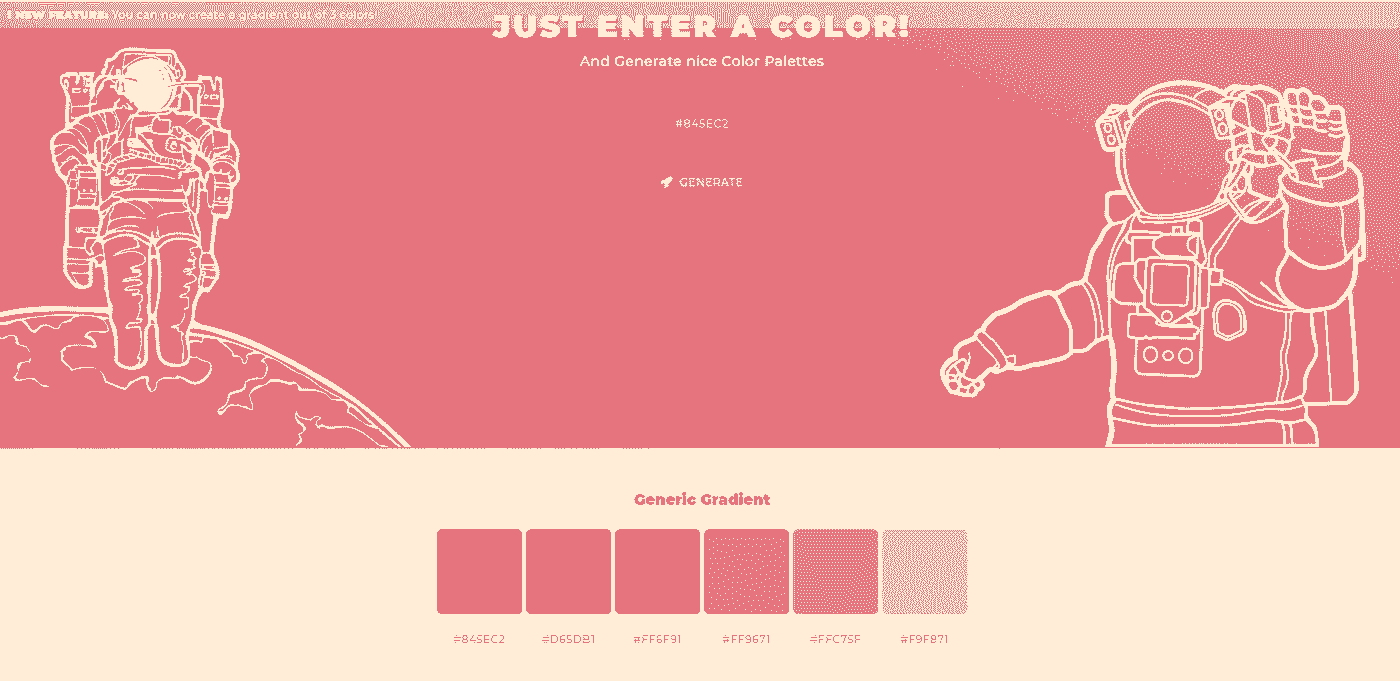 NEW FEATURE: You can now create a gradient out of 3 colors!
JUST ENTER A COLOR!
And Generate nice Color Palettes
#845EC2
GENERATE
Generic Gradient
#845EC2 #D65DB1 #FF6F91 #FF9671 #FFC75F #F9F871